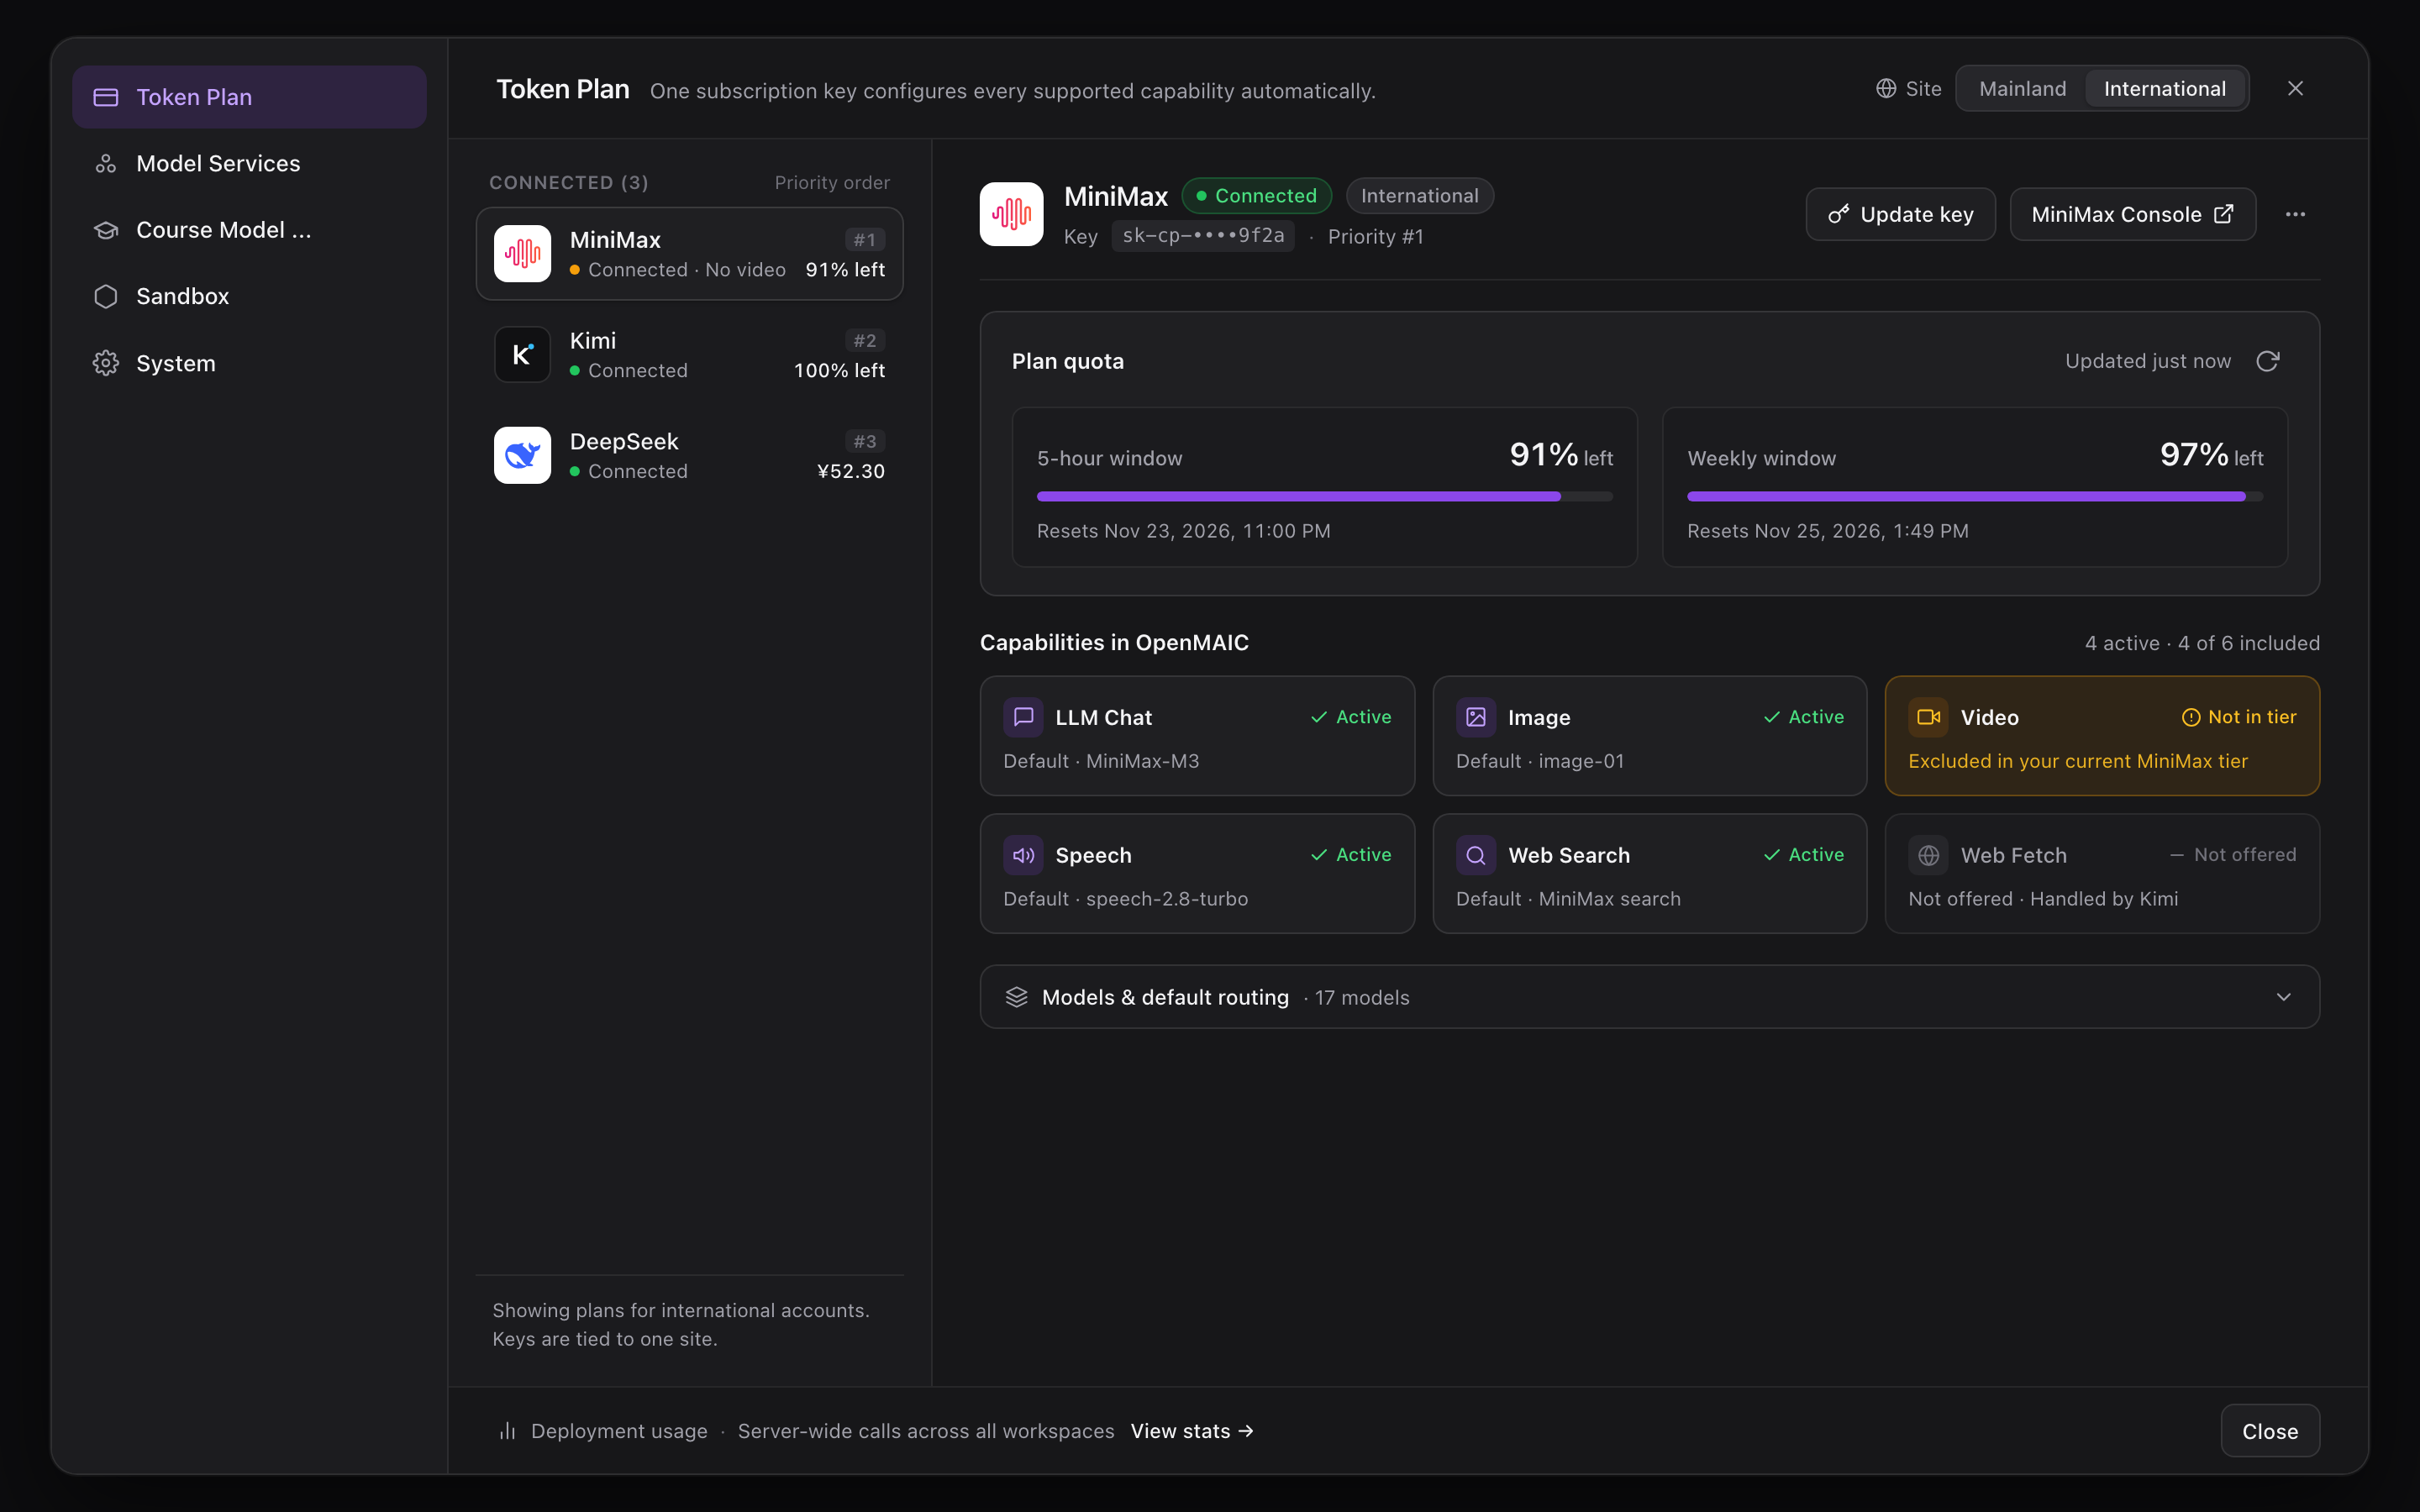 Token Plan
Model Services
Course Model ...
Sandbox
System
Token Plan One subscription key configures every supported capability automatically.
Site Mainland International
CONNECTED (3) Priority order
MiniMax #1
Connected · No video 91% left
Kimi #2
Connected 100% left
DeepSeek #3
Connected ¥52.30
Showing plans for international accounts.
Keys are tied to one site.
MiniMax Connected International
Key sk-cp-••••9f2a · Priority #1
Update key
MiniMax Console
Plan quota Updated just now
5-hour window 91% left
Resets Nov 23, 2026, 11:00 PM
Weekly window 97% left
Resets Nov 25, 2026, 1:49 PM
Capabilities in OpenMAIC 4 active · 4 of 6 included
LLM Chat Active
Default · MiniMax-M3
Image Active
Default · image-01
Video Not in tier
Excluded in your current MiniMax tier
Speech Active
Default · speech-2.8-turbo
Web Search Active
Default · MiniMax search
Web Fetch — Not offered
Not offered · Handled by Kimi
Models & default routing · 17 models
Deployment usage · Server-wide calls across all workspaces View stats →
Close